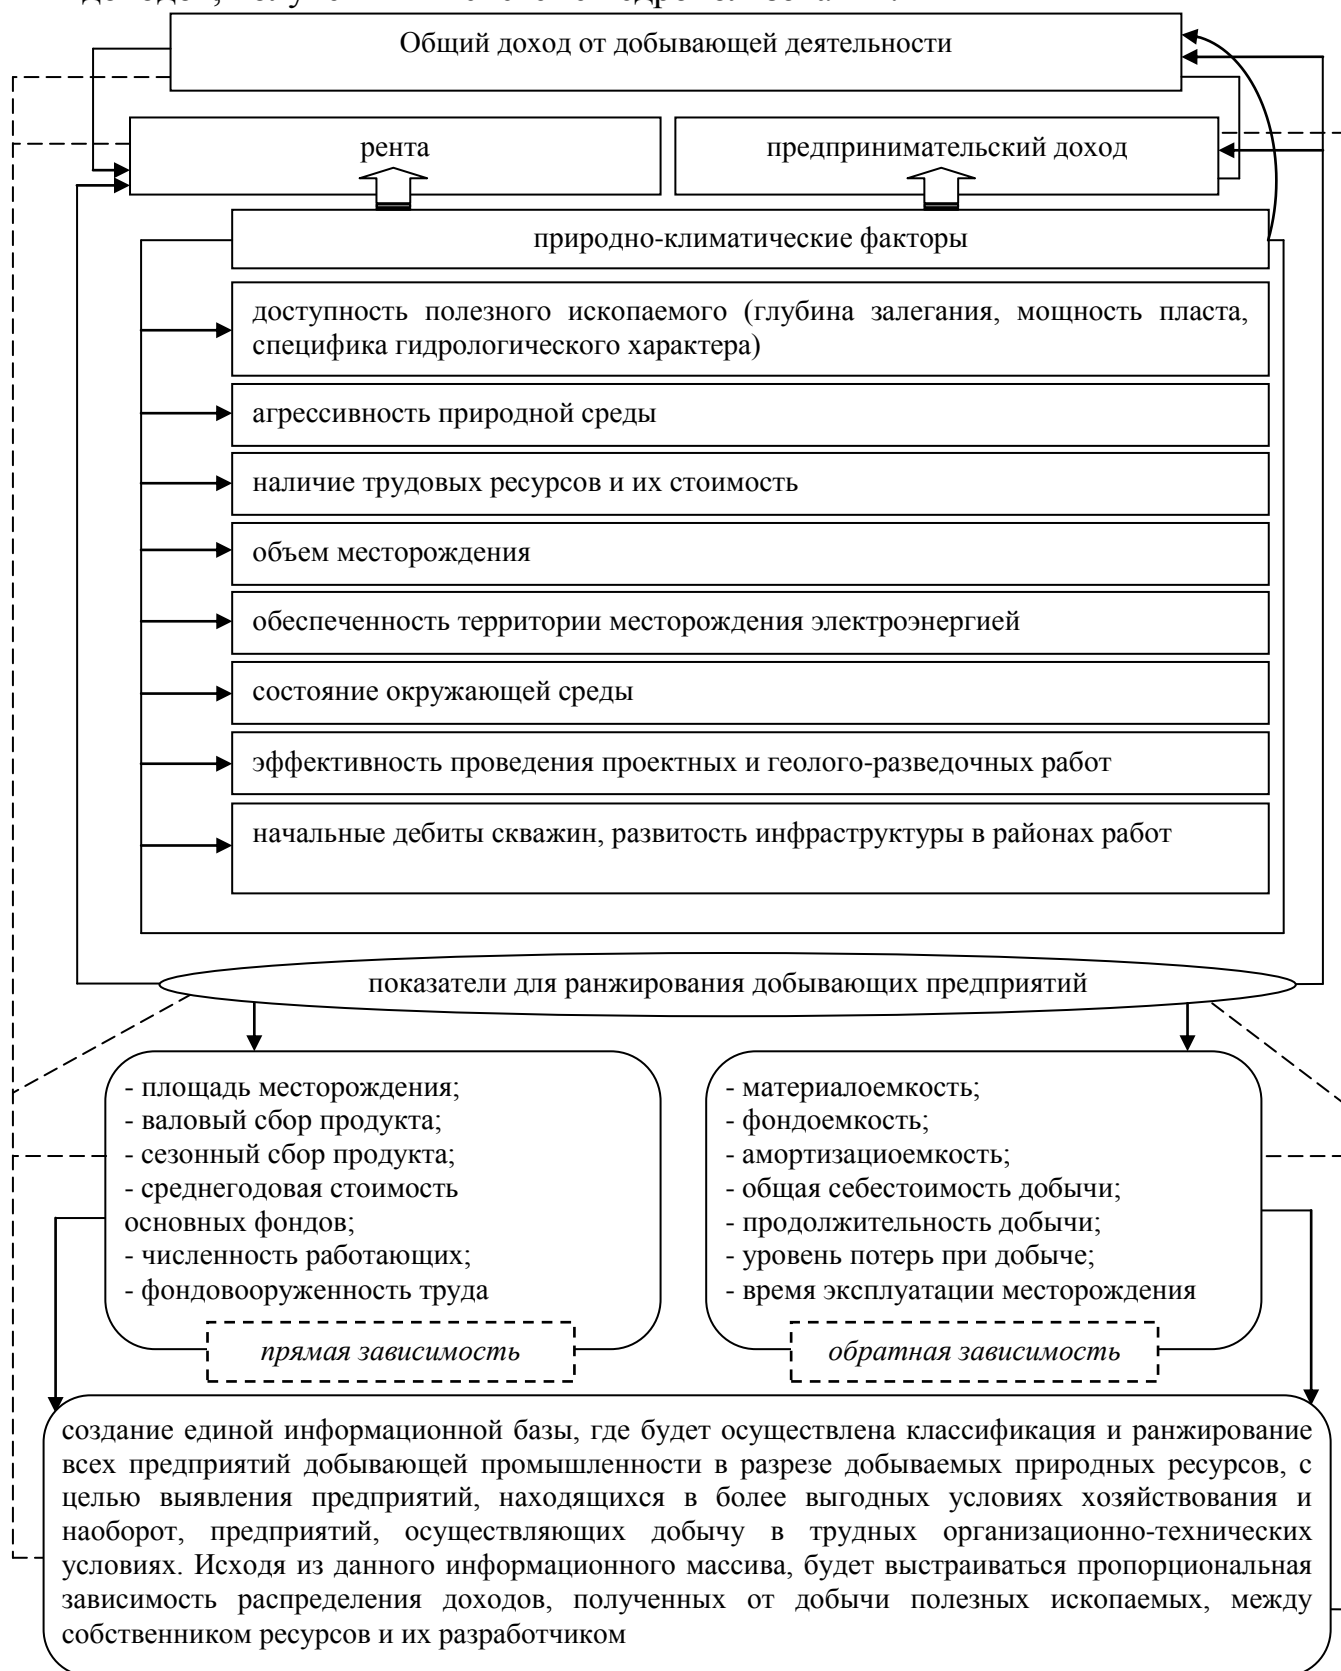 Общий доход от добывающей деятельности
рента
предпринимательский доход
природно-климатические факторы
доступность полезного ископаемого (глубина залегания, мощность пласта,
специфика гидрологического характера)
агрессивность природной среды
наличие трудовых ресурсов и их стоимость
объем месторождения
обеспеченность территории месторождения электроэнергией
состояние окружающей среды
эффективность проведения проектных и геолого-разведочных работ
начальные дебиты скважин, развитость инфраструктуры в районах работ
показатели для ранжирования добывающих предприятий
- площадь месторождения;
- валовый сбор продукта;
- сезонный сбор продукта;
- среднегодовая стоимость
основных фондов;
- численность работающих;
- фондовооруженность труда
прямая зависимость
- материалоемкость;
- фондоемкость;
- амортизациоемкость;
- общая себестоимость добычи;
- продолжительность добычи;
- уровень потерь при добыче;
- время эксплуатации месторождения
обратная зависимость
создание единой информационной базы, где будет осуществлена классификация и ранжирование
всех предприятий добывающей промышленности в разрезе добываемых природных ресурсов, с
целью выявления предприятий, находящихся в более выгодных условиях хозяйствования и
наоборот, предприятий, осуществляющих добычу в трудных организационно-технических
условиях. Исходя из данного информационного массива, будет выстраиваться пропорциональная
зависимость распределения доходов, полученных от добычи полезных ископаемых, между
собственником ресурсов и их разработчиком